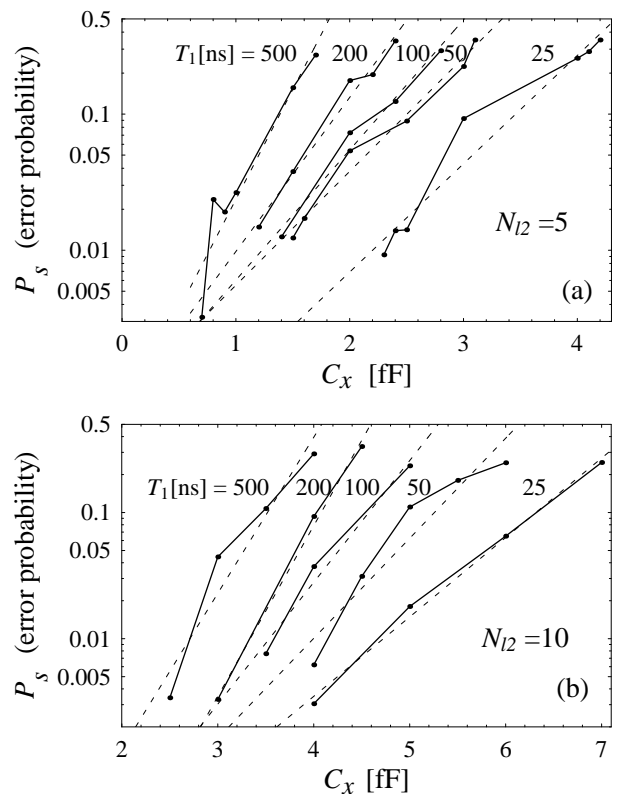 0.5
T1[ns] = 500 200 100 50 25
0.1
0.05
Ps (error probability)
Nl2 =5
0.01
0.005
(a)
0 1 2 3 4
Cx [fF]
0.5
T1[ns] = 500 200 100 50 25
0.1
0.05
Ps (error probability)
Nl2 =10
0.01
0.005
(b)
2 3 4 5 6 7
Cx [fF]